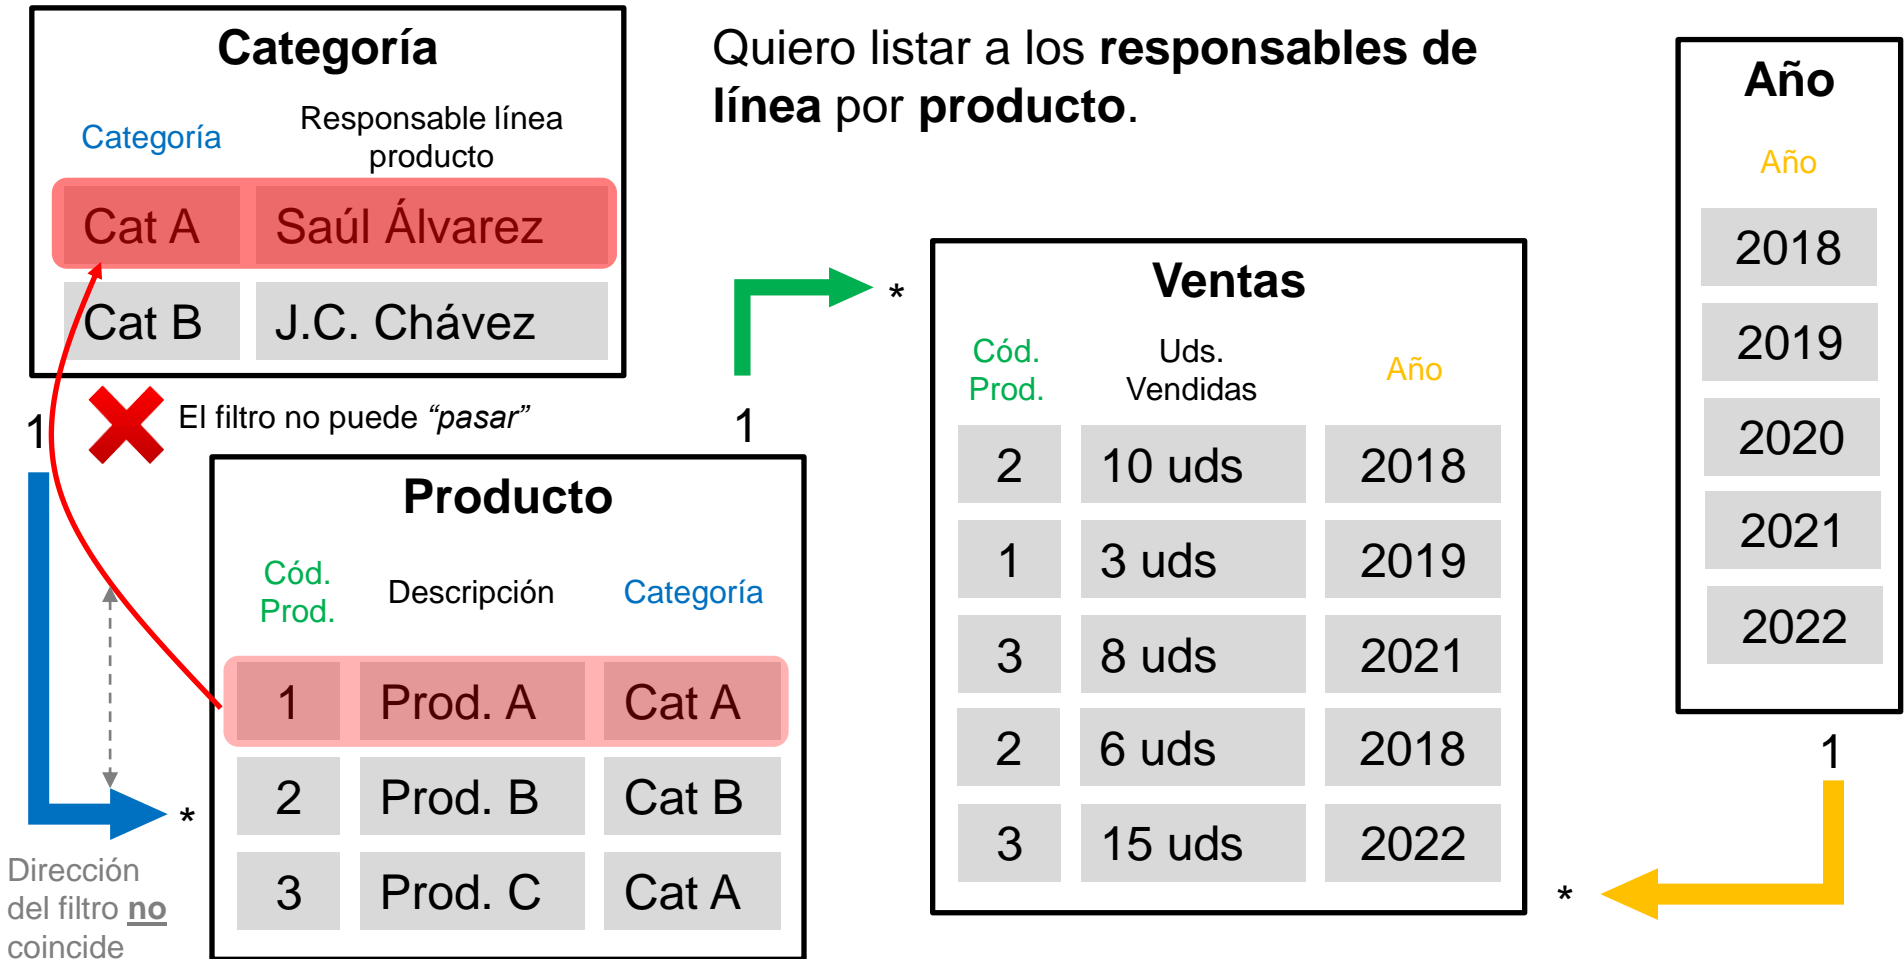 Categoría
Categoría
Responsable línea
producto
Cat A
Saúl Álvarez
Cat B
J.C. Chávez
Quiero listar a los responsables de
línea por producto.
1
El filtro no puede “pasar”
1
*
Producto
Cód.
Prod.
Descripción
Categoría
1
Prod. A
Cat A
2
Prod. B
Cat B
3
Prod. C
Cat A
*
Dirección
del filtro no
coincide
Ventas
Cód.
Prod.
Uds.
Vendidas
Año
2
10 uds
2018
1
3 uds
2019
3
8 uds
2021
2
6 uds
2018
3
15 uds
2022
Año
Año
2018
2019
2020
2021
2022
1
*